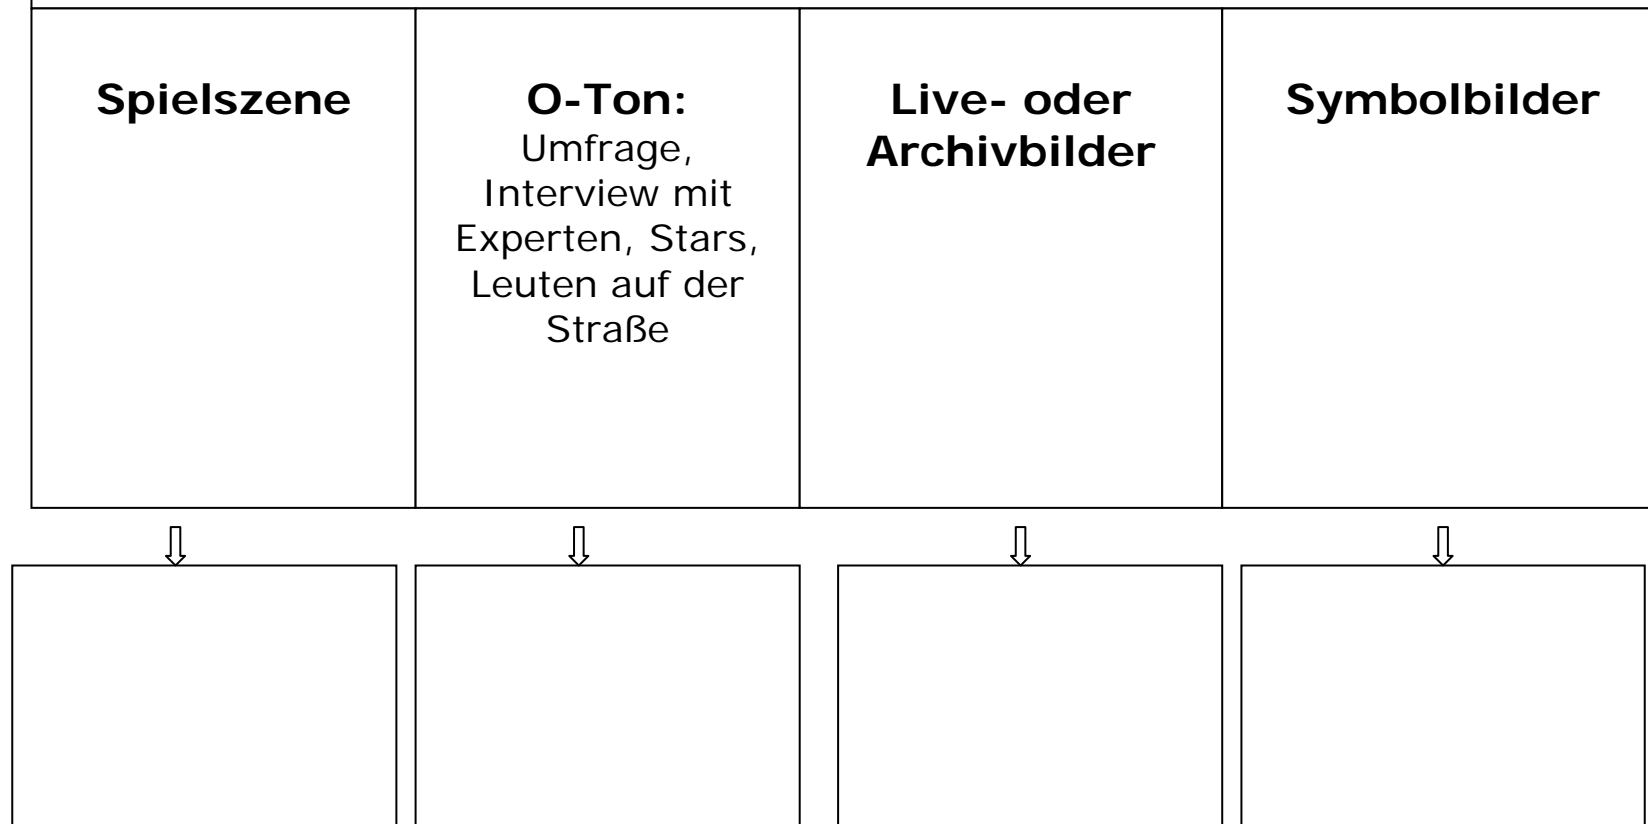 Spielszene
O-Ton:
Umfrage,
Interview mit
Experten, Stars,
Leuten auf der
Straße
Live- oder
Archivbilder
Symbolbilder